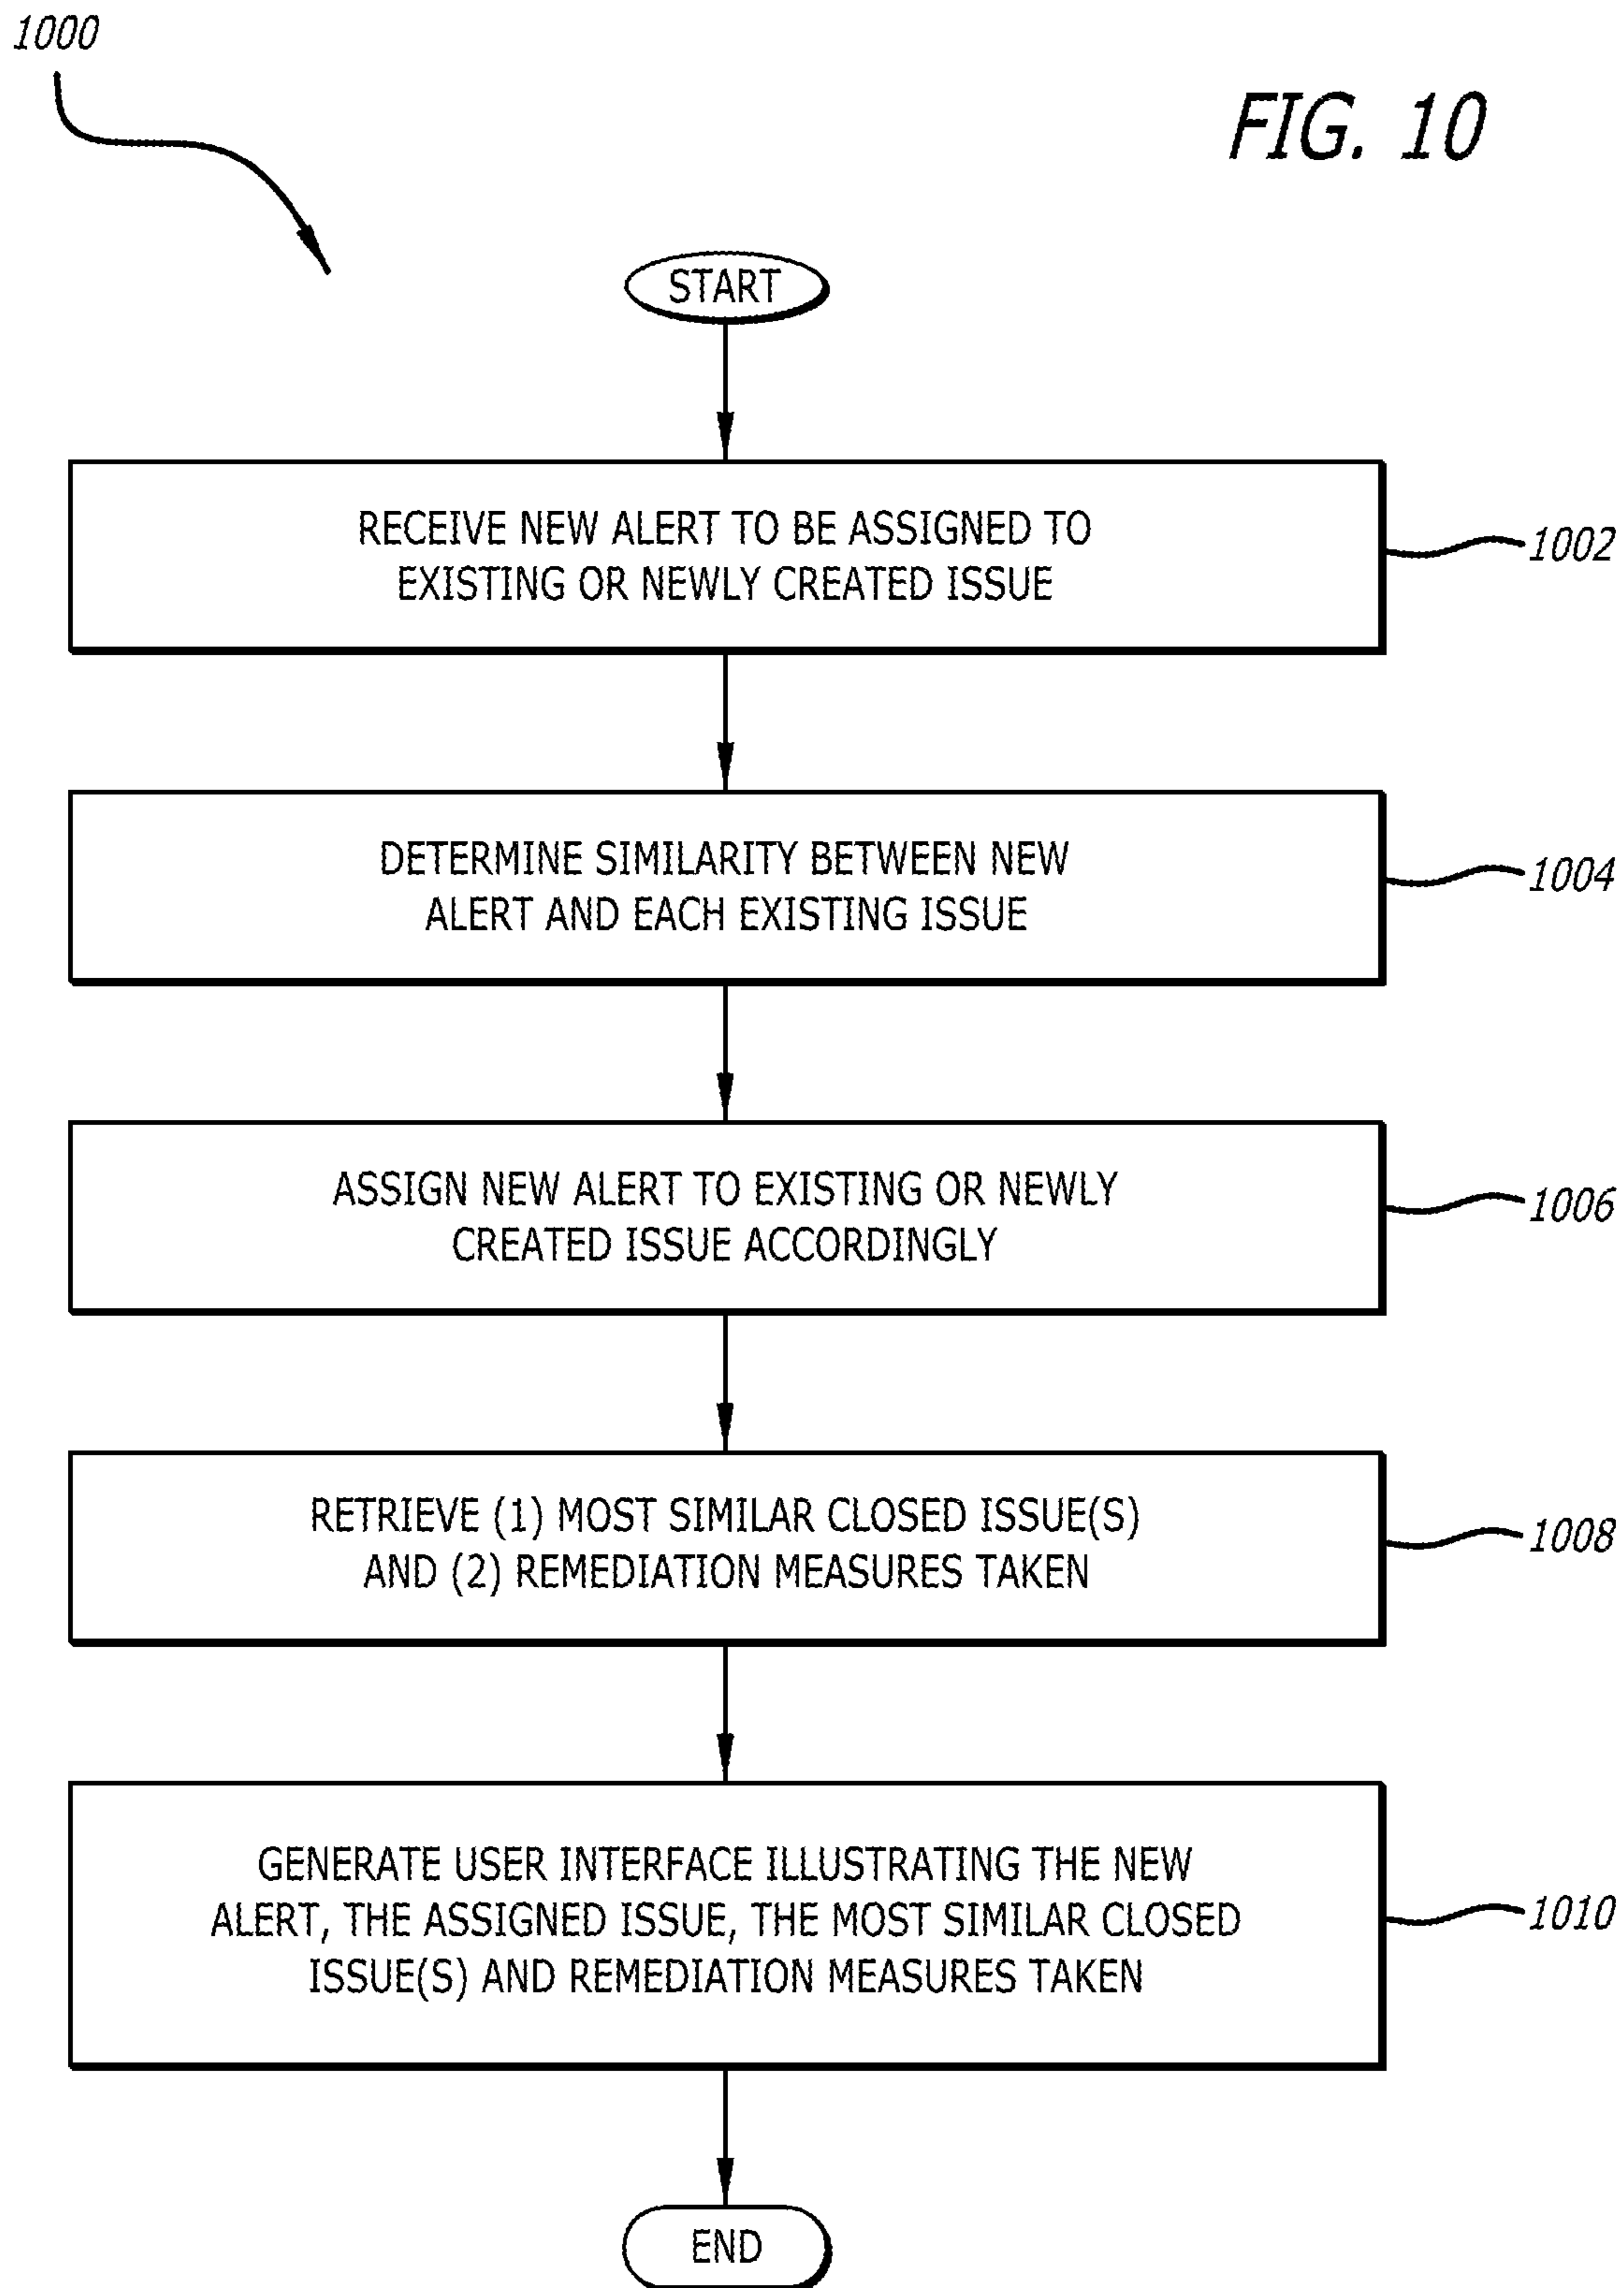 1000
FIG. 10
START
RECEIVE NEW ALERT TO BE ASSIGNED TO
EXISTING OR NEWLY CREATED ISSUE
1002
DETERMINE SIMILARITY BETWEEN NEW
ALERT AND EACH EXISTING ISSUE
1004
ASSIGN NEW ALERT TO EXISTING OR NEWLY
CREATED ISSUE ACCORDINGLY
1006
RETRIEVE (1) MOST SIMILAR CLOSED ISSUE(S)
AND (2) REMEDIATION MEASURES TAKEN
1008
GENERATE USER INTERFACE ILLUSTRATING THE NEW
ALERT, THE ASSIGNED ISSUE, THE MOST SIMILAR CLOSED
ISSUE(S) AND REMEDIATION MEASURES TAKEN
1010
END